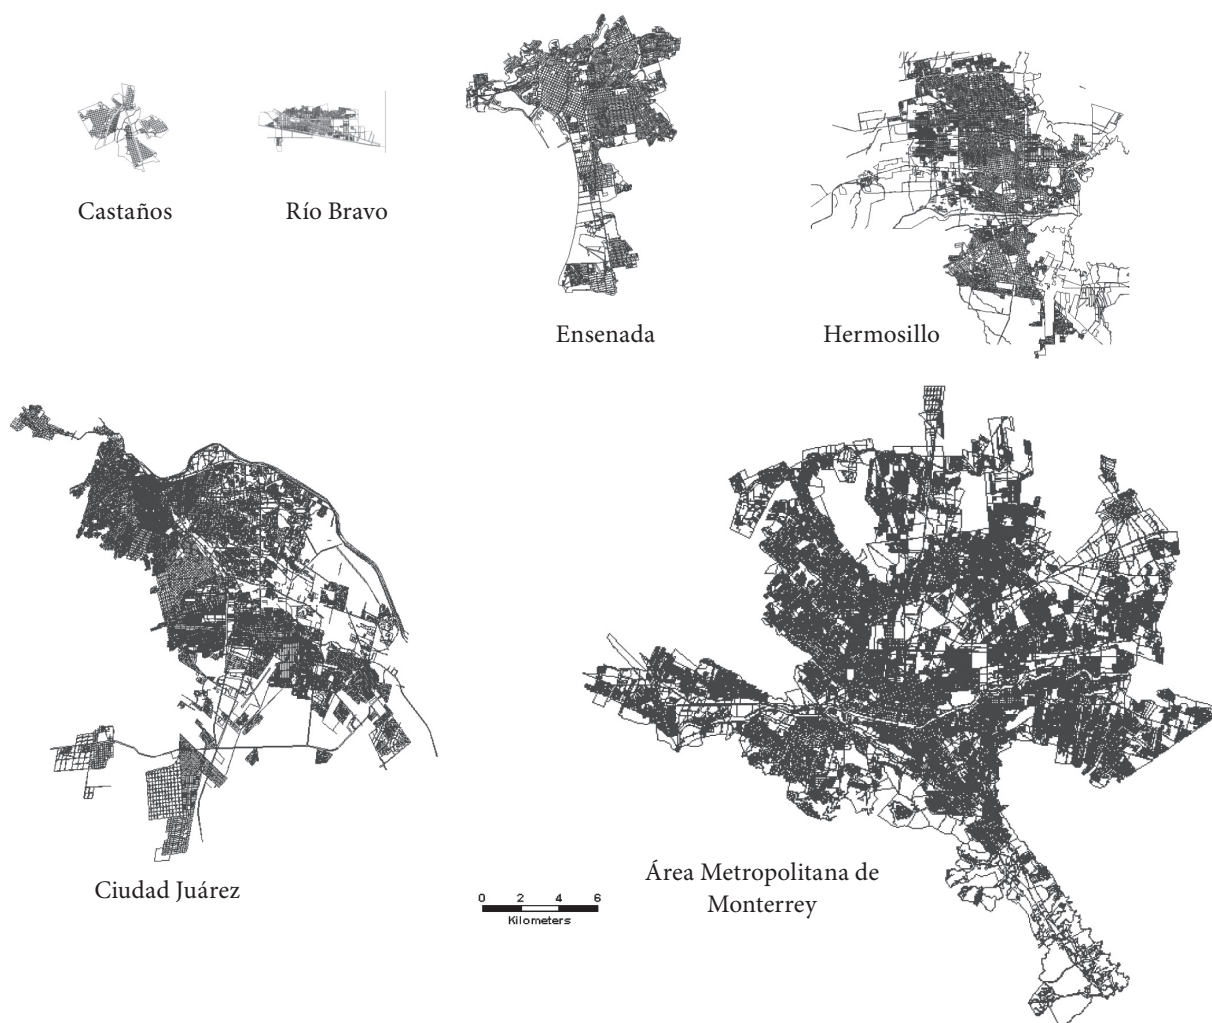 Castaños
Río Bravo
Ensenada
Hermosillo
Ciudad Juárez
0 2 4 6
Kilometers
Área Metropolitana de
Monterrey